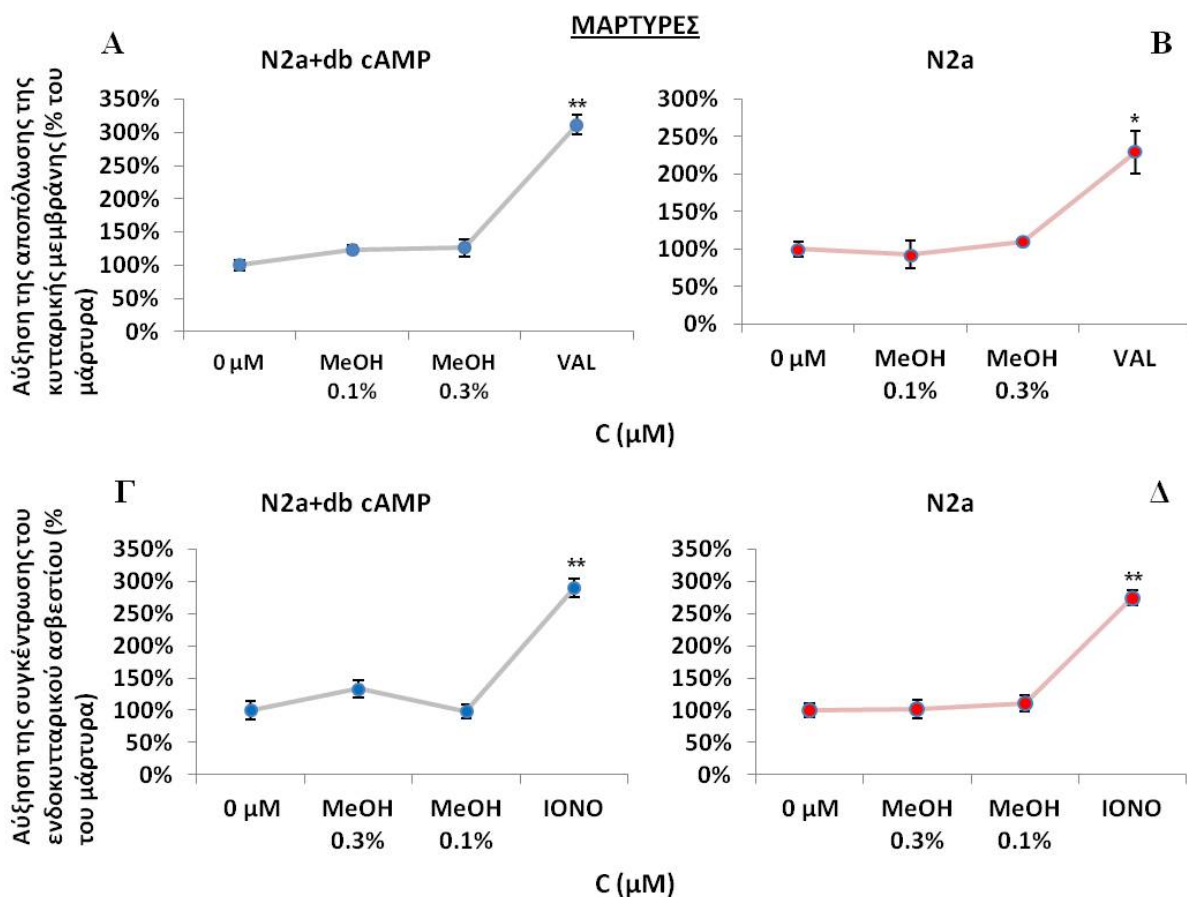 ΜΑΡΤΥΡΕΣ
Α
N2a+db cAMP
Αύξηση της αποπόλωσης της
κυτταρικής μεμβράνης (% του
μάρτυρα)
350%
300%
250%
200%
150%
100%
50%
0%
**
0 μM
MeOH
0.1%
MeOH
0.3%
VAL
Β
N2a
300%
250%
200%
150%
100%
50%
0%
*
0 μM
MeOH
0.1%
MeOH
0.3%
VAL
C (μM)
Γ
N2a+db cAMP
Αύξηση της συγκέντρωσης του
ενδοκυτταρικού ασβεστίου (%
του μάρτυρα)
350%
300%
250%
200%
150%
100%
50%
0%
**
0 μM
MeOH
0.3%
MeOH
0.1%
IONO
Δ
N2a
350%
300%
250%
200%
150%
100%
50%
0%
**
0 μM
MeOH
0.3%
MeOH
0.1%
IONO
C (μM)